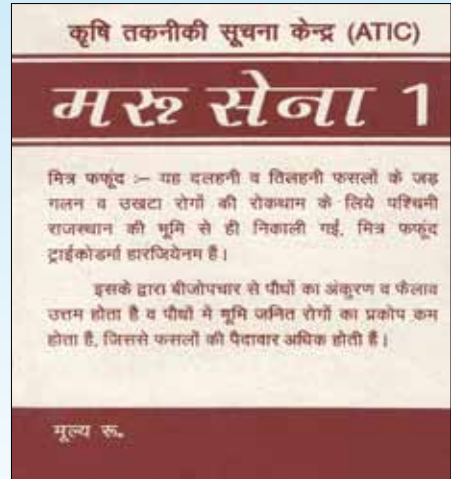 कृषि तकनीकी सूचना केन्द्र (ATIC)
मरु सेना 1
मित्र फफूंद :– यह दलहनी व तिलहनी फसलों के जड़
गलन व उखटा रोगों की रोकथाम के लिये पश्चिमी
राजस्थान की भूमि से ही निकाली गई, मित्र फफूंद
ट्राईकोडर्मा हारजियेनम हैं।
इसके द्वारा बीजोपचार से पौधों का अंकुरण व फैलाव
उत्तम होता है व पौधों में भूमि जनित रोगों का प्रकोप कम
होता है, जिससे फसलों की पैदावार अधिक होती हैं।
मूल्य रू.